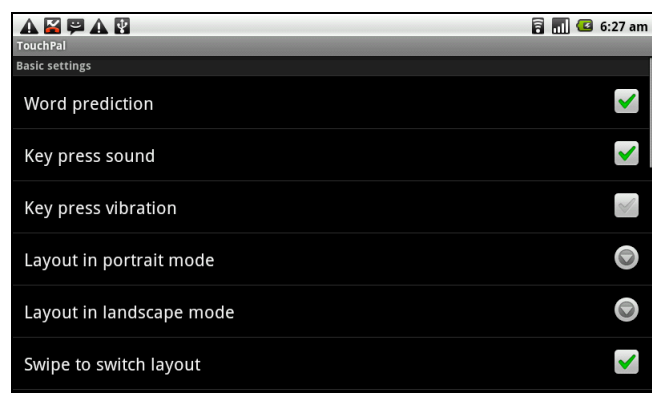 6:27 am
TouchPal
Basic settings
Word prediction
Key press sound
Key press vibration
Layout in portrait mode
Layout in landscape mode
Swipe to switch layout